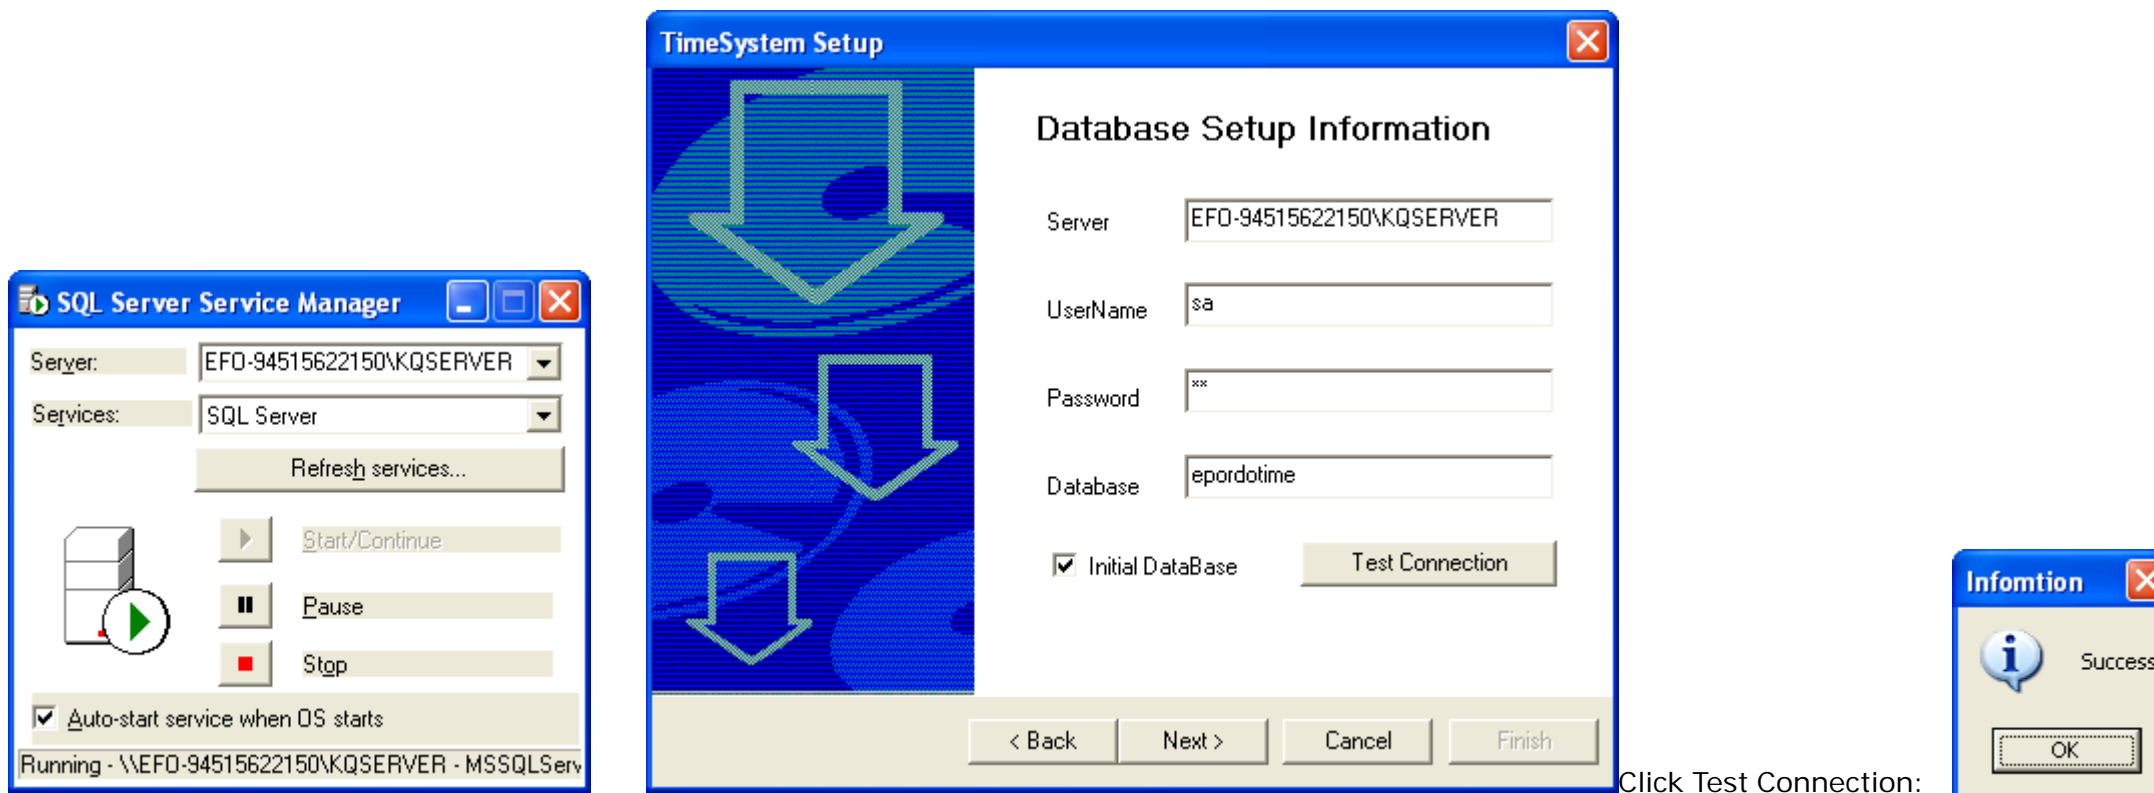 SQL Server Service Manager
Server: EFO-94515622150\KQSERVER
Services: SQL Server
Refresh services...
Start/Continue
Pause
Stop
Auto-start service when OS starts
Running - \\EFO-94515622150\KQSERVER - MSSQLServ
TimeSystem Setup
Database Setup Information
Server EFO-94515622150\KQSERVER
UserName sa
Password **
Database epordotime
Initial DataBase Test Connection
< Back Next > Cancel Finish
Click Test Connection:
Infomtion
Success
OK